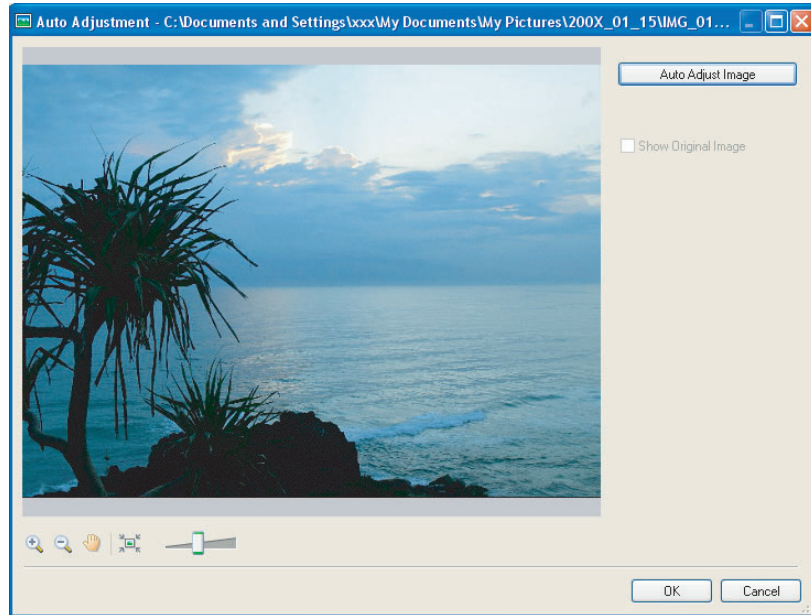 Auto Adjustment - C:\Documents and Settings\xxx\My Documents\My Pictures\200X_01_15\IMG_01...
Auto Adjust Image
Show Original Image
OK
Cancel